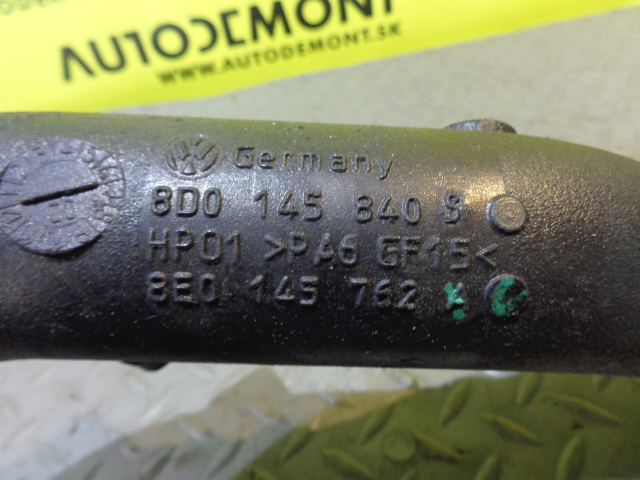 AUTODEMONT
WWW.AUTODEMONT.SK
Germany
8D0 145 840 S
HP01 >PA6 GF15<
8E0 145 762